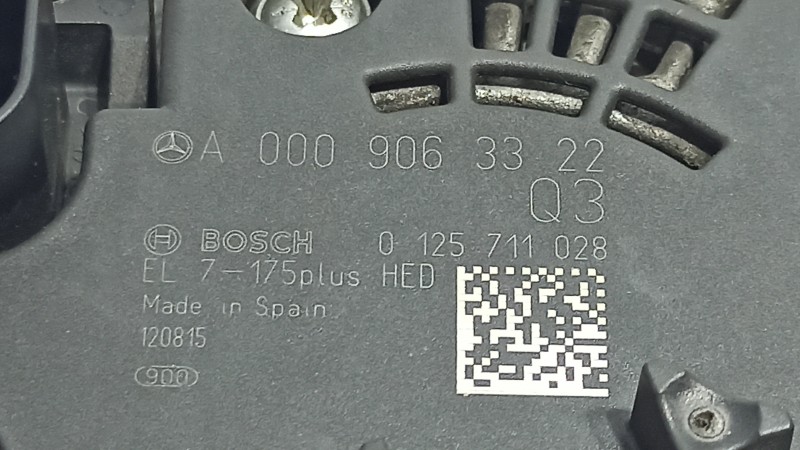 A 000 906 33 22
Q3
BOSCH 0 125 711 028
EL 7-175plus HED
Made in Spain
120815
900